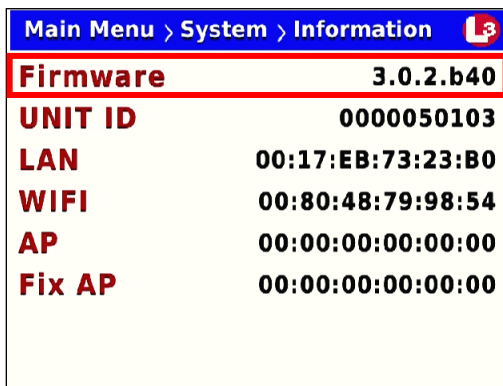 Main Menu > System > Information L3
Firmware 3.0.2.b40
UNIT ID 0000050103
LAN 00:17:EB:73:23:B0
WIFI 00:80:48:79:98:54
AP 00:00:00:00:00:00
Fix AP 00:00:00:00:00:00